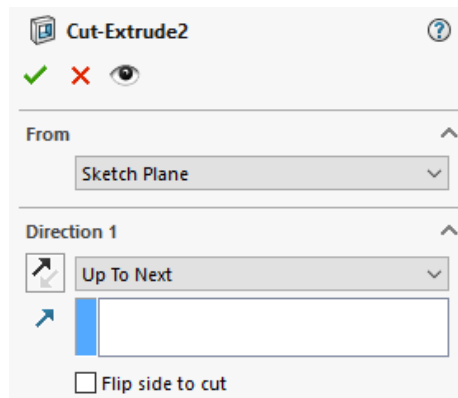 Cut-Extrude2
?
From
Sketch Plane
Direction 1
Up To Next
Flip side to cut